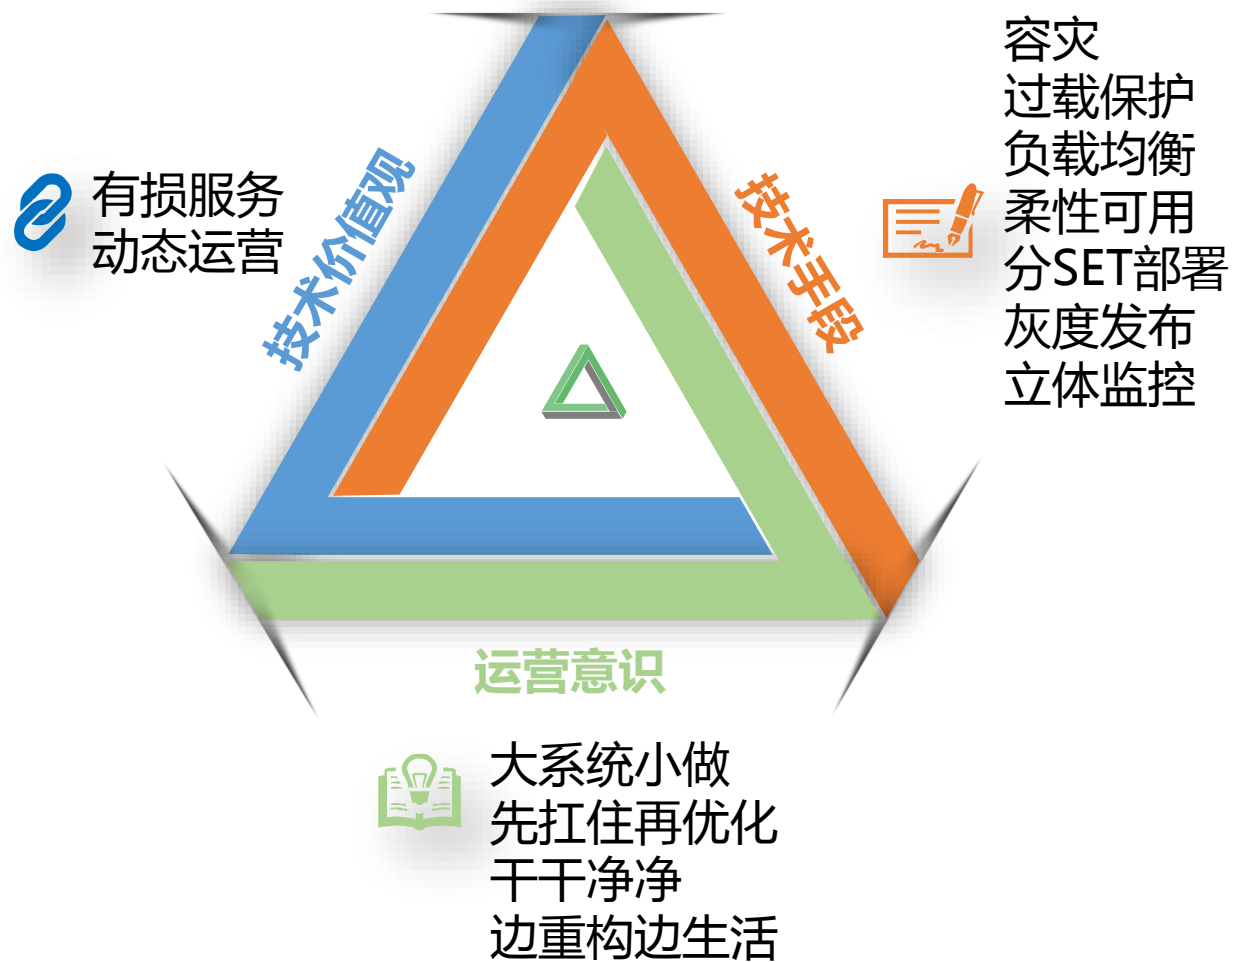 技术价值观
有损服务
动态运营
技术手段
容灾
过载保护
负载均衡
柔性可用
分SET部署
灰度发布
立体监控
运营意识
大系统小做
先扛住再优化
干干净净
边重构边生活